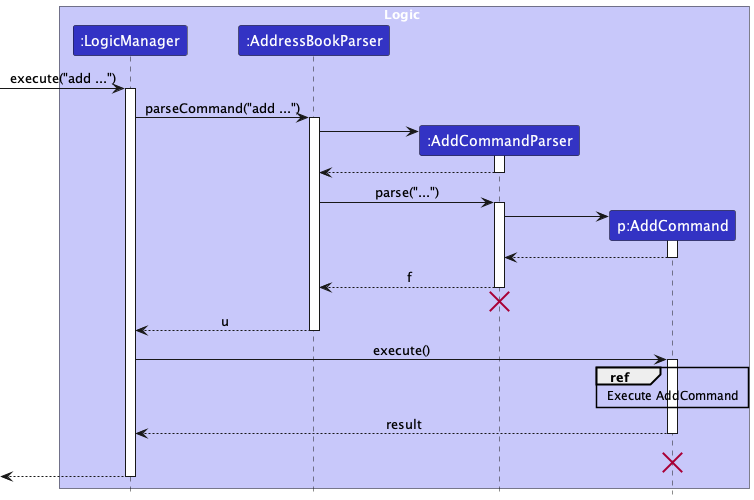 Logic
:LogicManager
:AddressBookParser
execute("add ...")
parseCommand("add ...")
:AddCommandParser
parse("...")
p:AddCommand
f
u
execute()
ref
Execute AddCommand
result